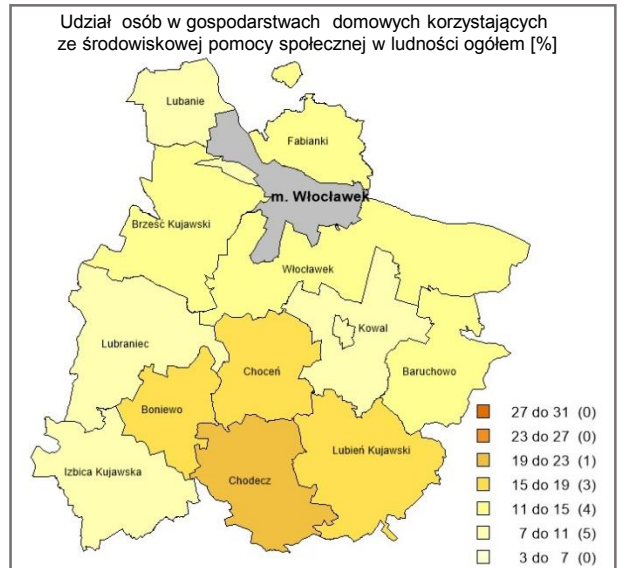 Udział osób w gospodarstwach domowych korzystających
ze środowiskowej pomocy społecznej w ludności ogółem [%]
Lubanie
Fabianki
m. Włocławek
Brześć Kujawski
Włocławek
Lubraniec
Kowal
Choceń
Baruchowo
Boniewo
Lubień Kujawski
Izbica Kujawska
Chodecz
27 do 31 (0)
23 do 27 (0)
19 do 23 (1)
15 do 19 (3)
11 do 15 (4)
7 do 11 (5)
3 do 7 (0)